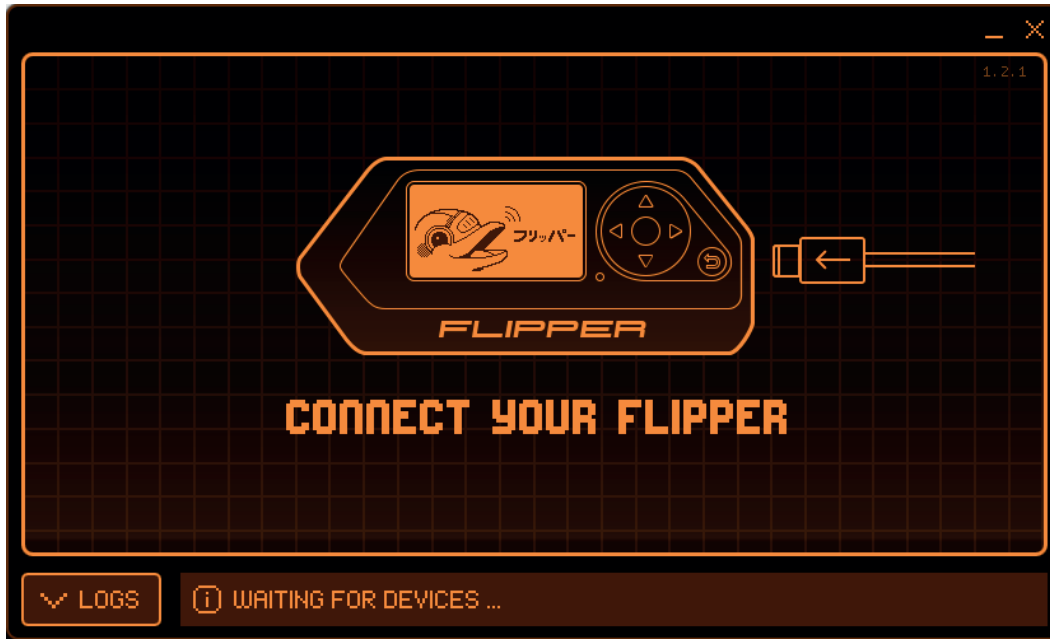 1.2.1
フリッパー
FLIPPER
CONNECT YOUR FLIPPER
LOGS
WAITING FOR DEVICES ...